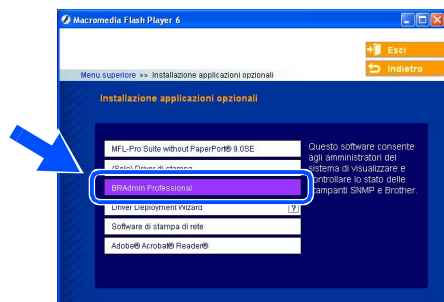 Macromedia Flash Player 6
Esci
Menu superiore >> Installazione applicazioni opzionali
Indietro
Installazione applicazioni opzionali
MFL-Pro Suite without PaperPort® 9.0SE
(Solo) Driver di stampa
BRAdmin Professional
Driver Deployment Wizard
?
Software di stampa di rete
Adobe® Acrobat® Reader®
Questo software consente
agli amministratori del
sistema di visualizzare e
controllare lo stato delle
stampanti SNMP e Brother.